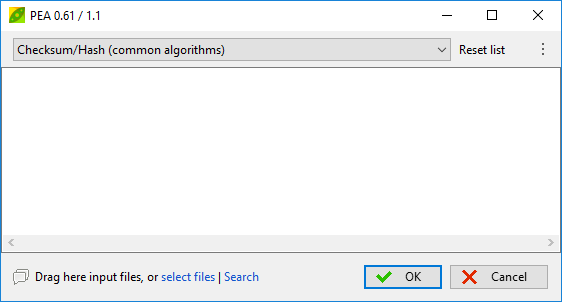 PEA 0.61 / 1.1
Checksum/Hash (common algorithms) Reset list
Drag here input files, or select files | Search OK Cancel